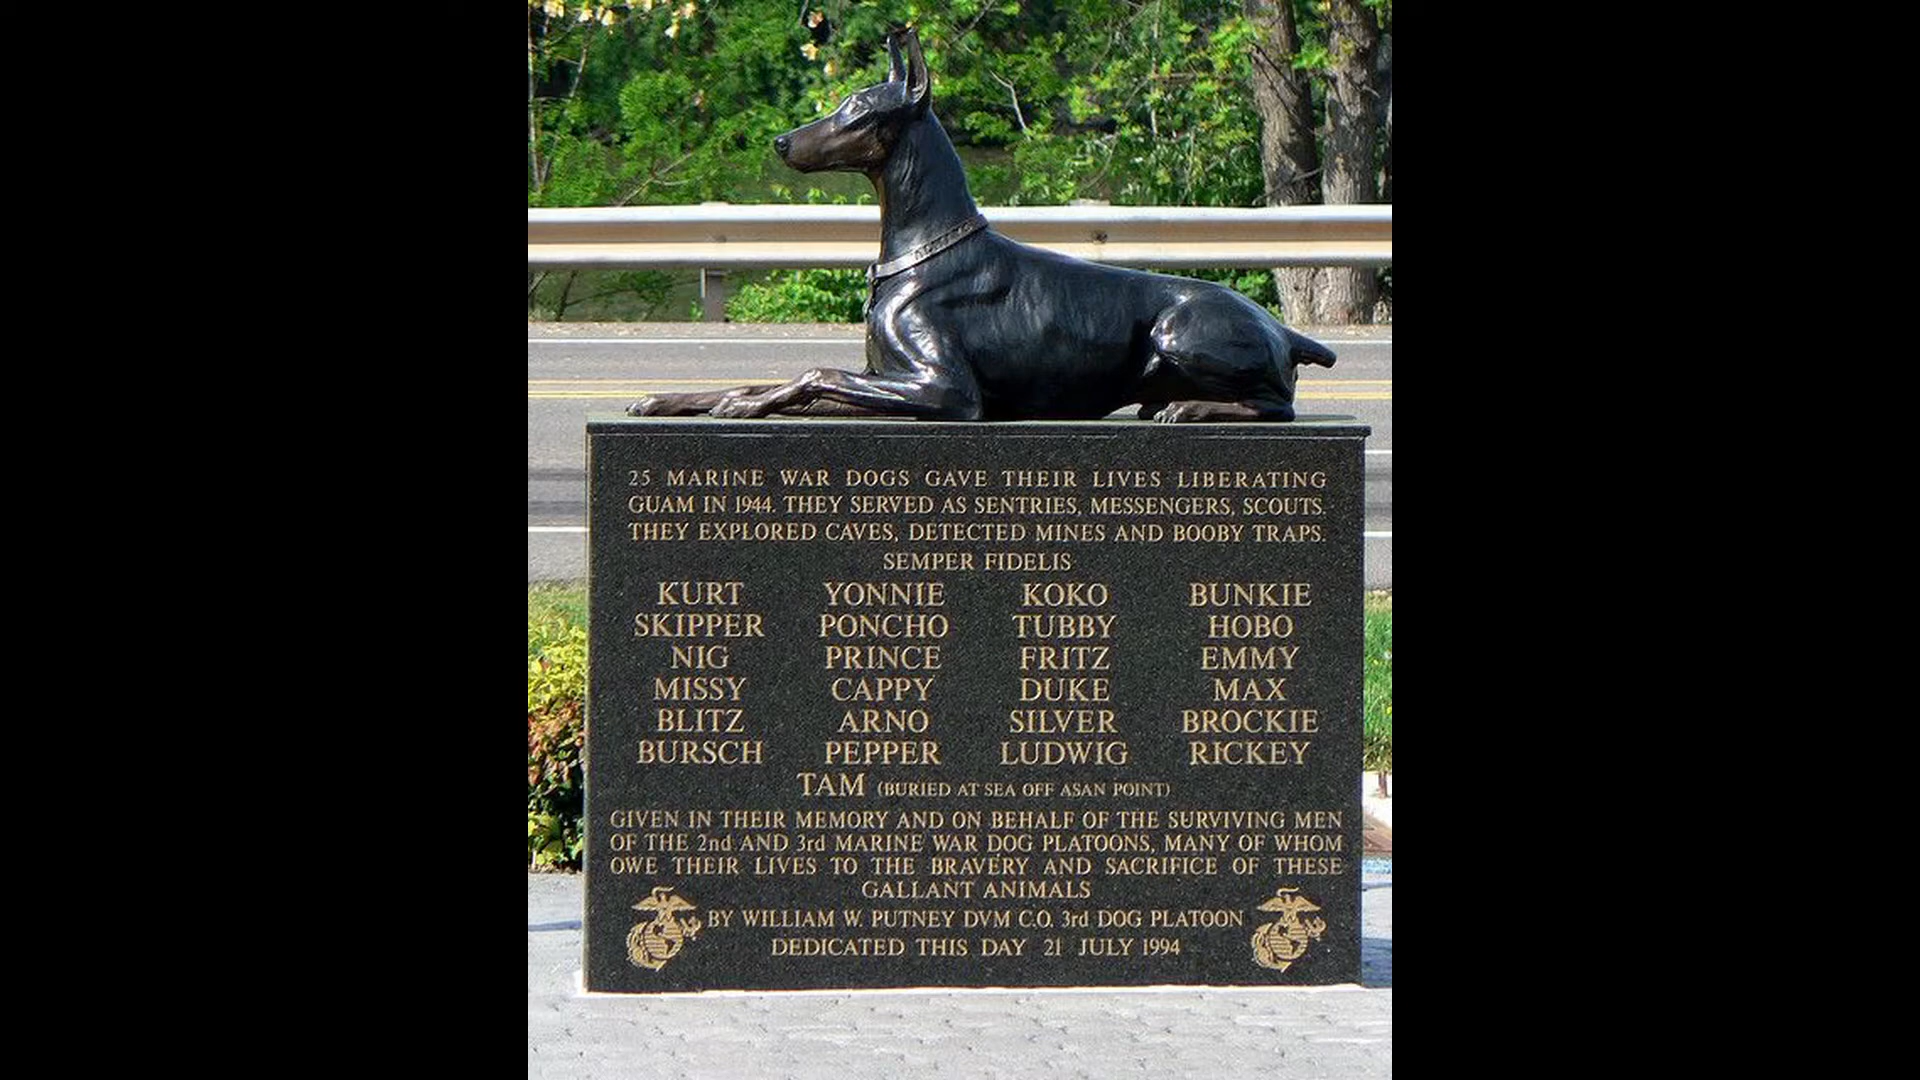 25 MARINE WAR DOGS GAVE THEIR LIVES LIBERATING
GUAM IN 1944. THEY SERVED AS SENTRIES, MESSENGERS, SCOUTS.
THEY EXPLORED CAVES, DETECTED MINES AND BOOBY TRAPS.
SEMPER FIDELIS
KURT YONNIE KOKO BUNKIE
SKIPPER PONCHO TUBBY HOBO
NIG PRINCE FRITZ EMMY
MISSY CAPPY DUKE MAX
BLITZ ARNO SILVER BROCKIE
BURSCH PEPPER LUDWIG RICKEY
TAM (BURIED AT SEA OFF ASAN POINT)
GIVEN IN THEIR MEMORY AND ON BEHALF OF THE SURVIVING MEN
OF THE 2nd AND 3rd MARINE WAR DOG PLATOONS, MANY OF WHOM
OWE THEIR LIVES TO THE BRAVERY AND SACRIFICE OF THESE
GALLANT ANIMALS
BY WILLIAM W. PUTNEY DVM C.O. 3rd DOG PLATOON
DEDICATED THIS DAY 21 JULY 1994